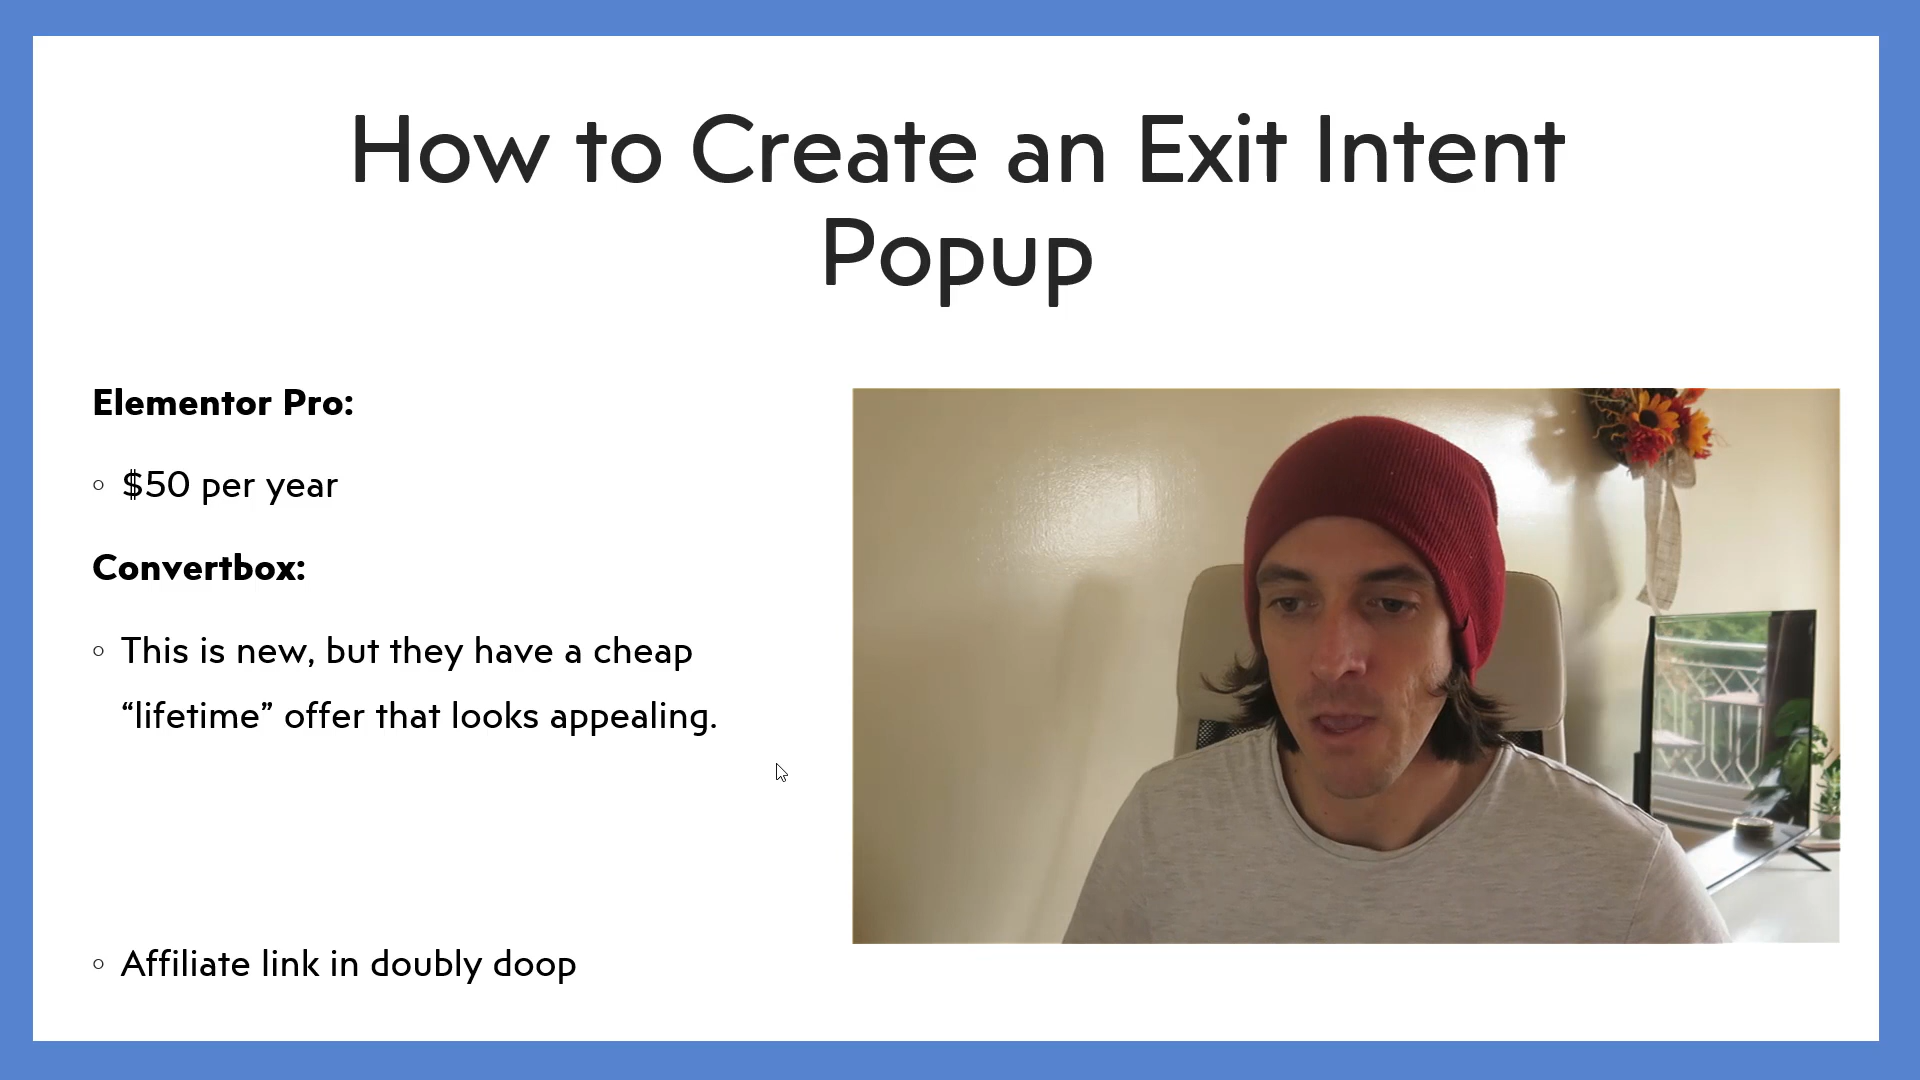 How to Create an Exit Intent
Popup
Elementor Pro:
$50 per year
Convertbox:
This is new, but they have a cheap
“lifetime” offer that looks appealing.
Affiliate link in doubly doop